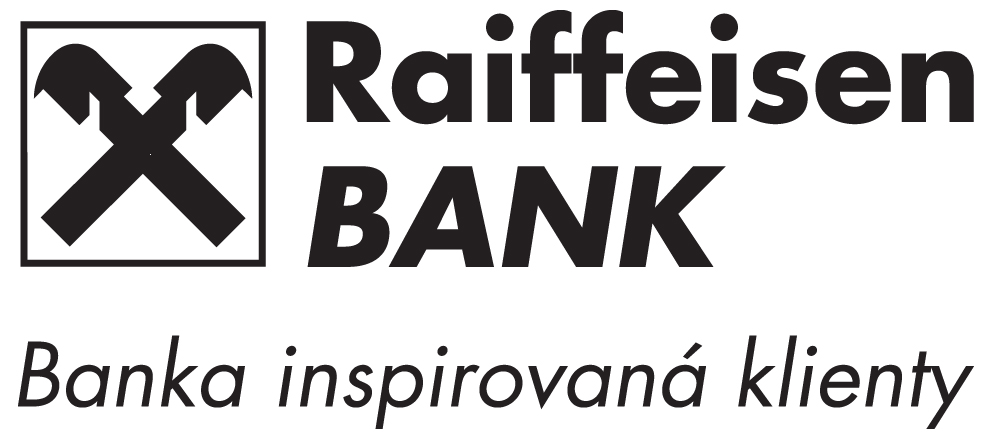 Raiffeisen
BANK
Banka inspirovaná klienty